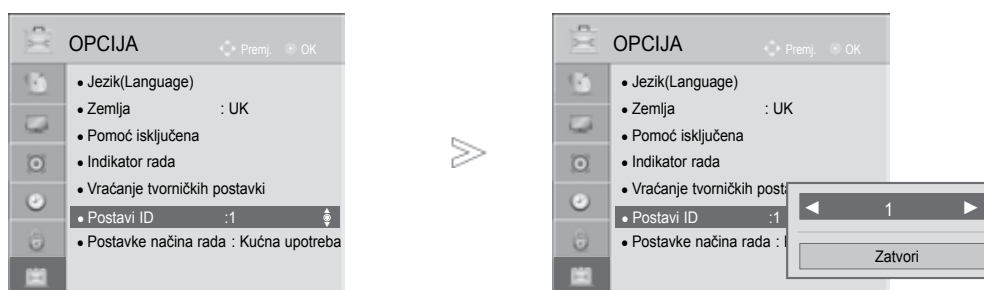 OPCIJA Premj. OK
• Jezik(Language)
• Zemlja : UK
• Pomoć isključena
• Indikator rada
• Vraćanje tvorničkih postavki
• Postavi ID :1
• Postavke načina rada : Kućna upotreba
OPCIJA Premj. OK
• Jezik(Language)
• Zemlja : UK
• Pomoć isključena
• Indikator rada
• Vraćanje tvorničkih
• Postavi ID :1
• Postavke načina rada :
◄ 1 ►
Zatvori